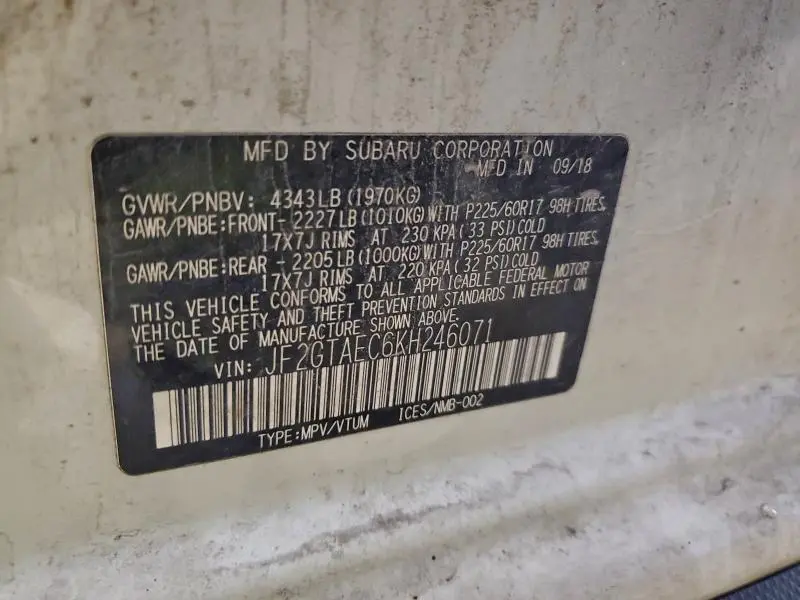 MFD BY SUBARU CORPORATION
MFD IN 09/18
GVWR/PNBV: 4343LB(1970KG)
GAWR/PNBE:FRONT-2227LB(1010KG)WITH P225/60R17 98H TIRES,
17X7J RIMS AT 230 KPA(33 PSI)COLD
GAWR/PNBE:REAR -2205LB(1000KG)WITH P225/60R17 98H TIRES,
17X7J RIMS AT 220 KPA(32 PSI)COLD
THIS VEHICLE CONFORMS TO ALL APPLICABLE FEDERAL MOTOR
VEHICLE SAFETY AND THEFT PREVENTION STANDARDS IN EFFECT ON
THE DATE OF MANUFACTURE SHOWN ABOVE.
VIN: JF2GTAEC6KH246071
TYPE:MPV/VTUM ICES/NMB-002